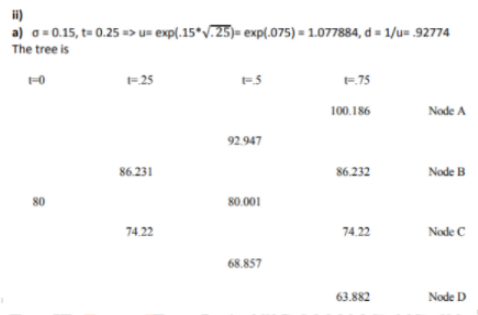 ii)
a) σ = 0.15, t= 0.25 => u= exp(.15*√.25)= exp(.075) = 1.077884, d = 1/u= .92774
The tree is
t=0 t=.25 t=.5 t=.75
100.186 Node A
92.947
86.231 86.232 Node B
80 80.001
74.22 74.22 Node C
68.857
63.882 Node D